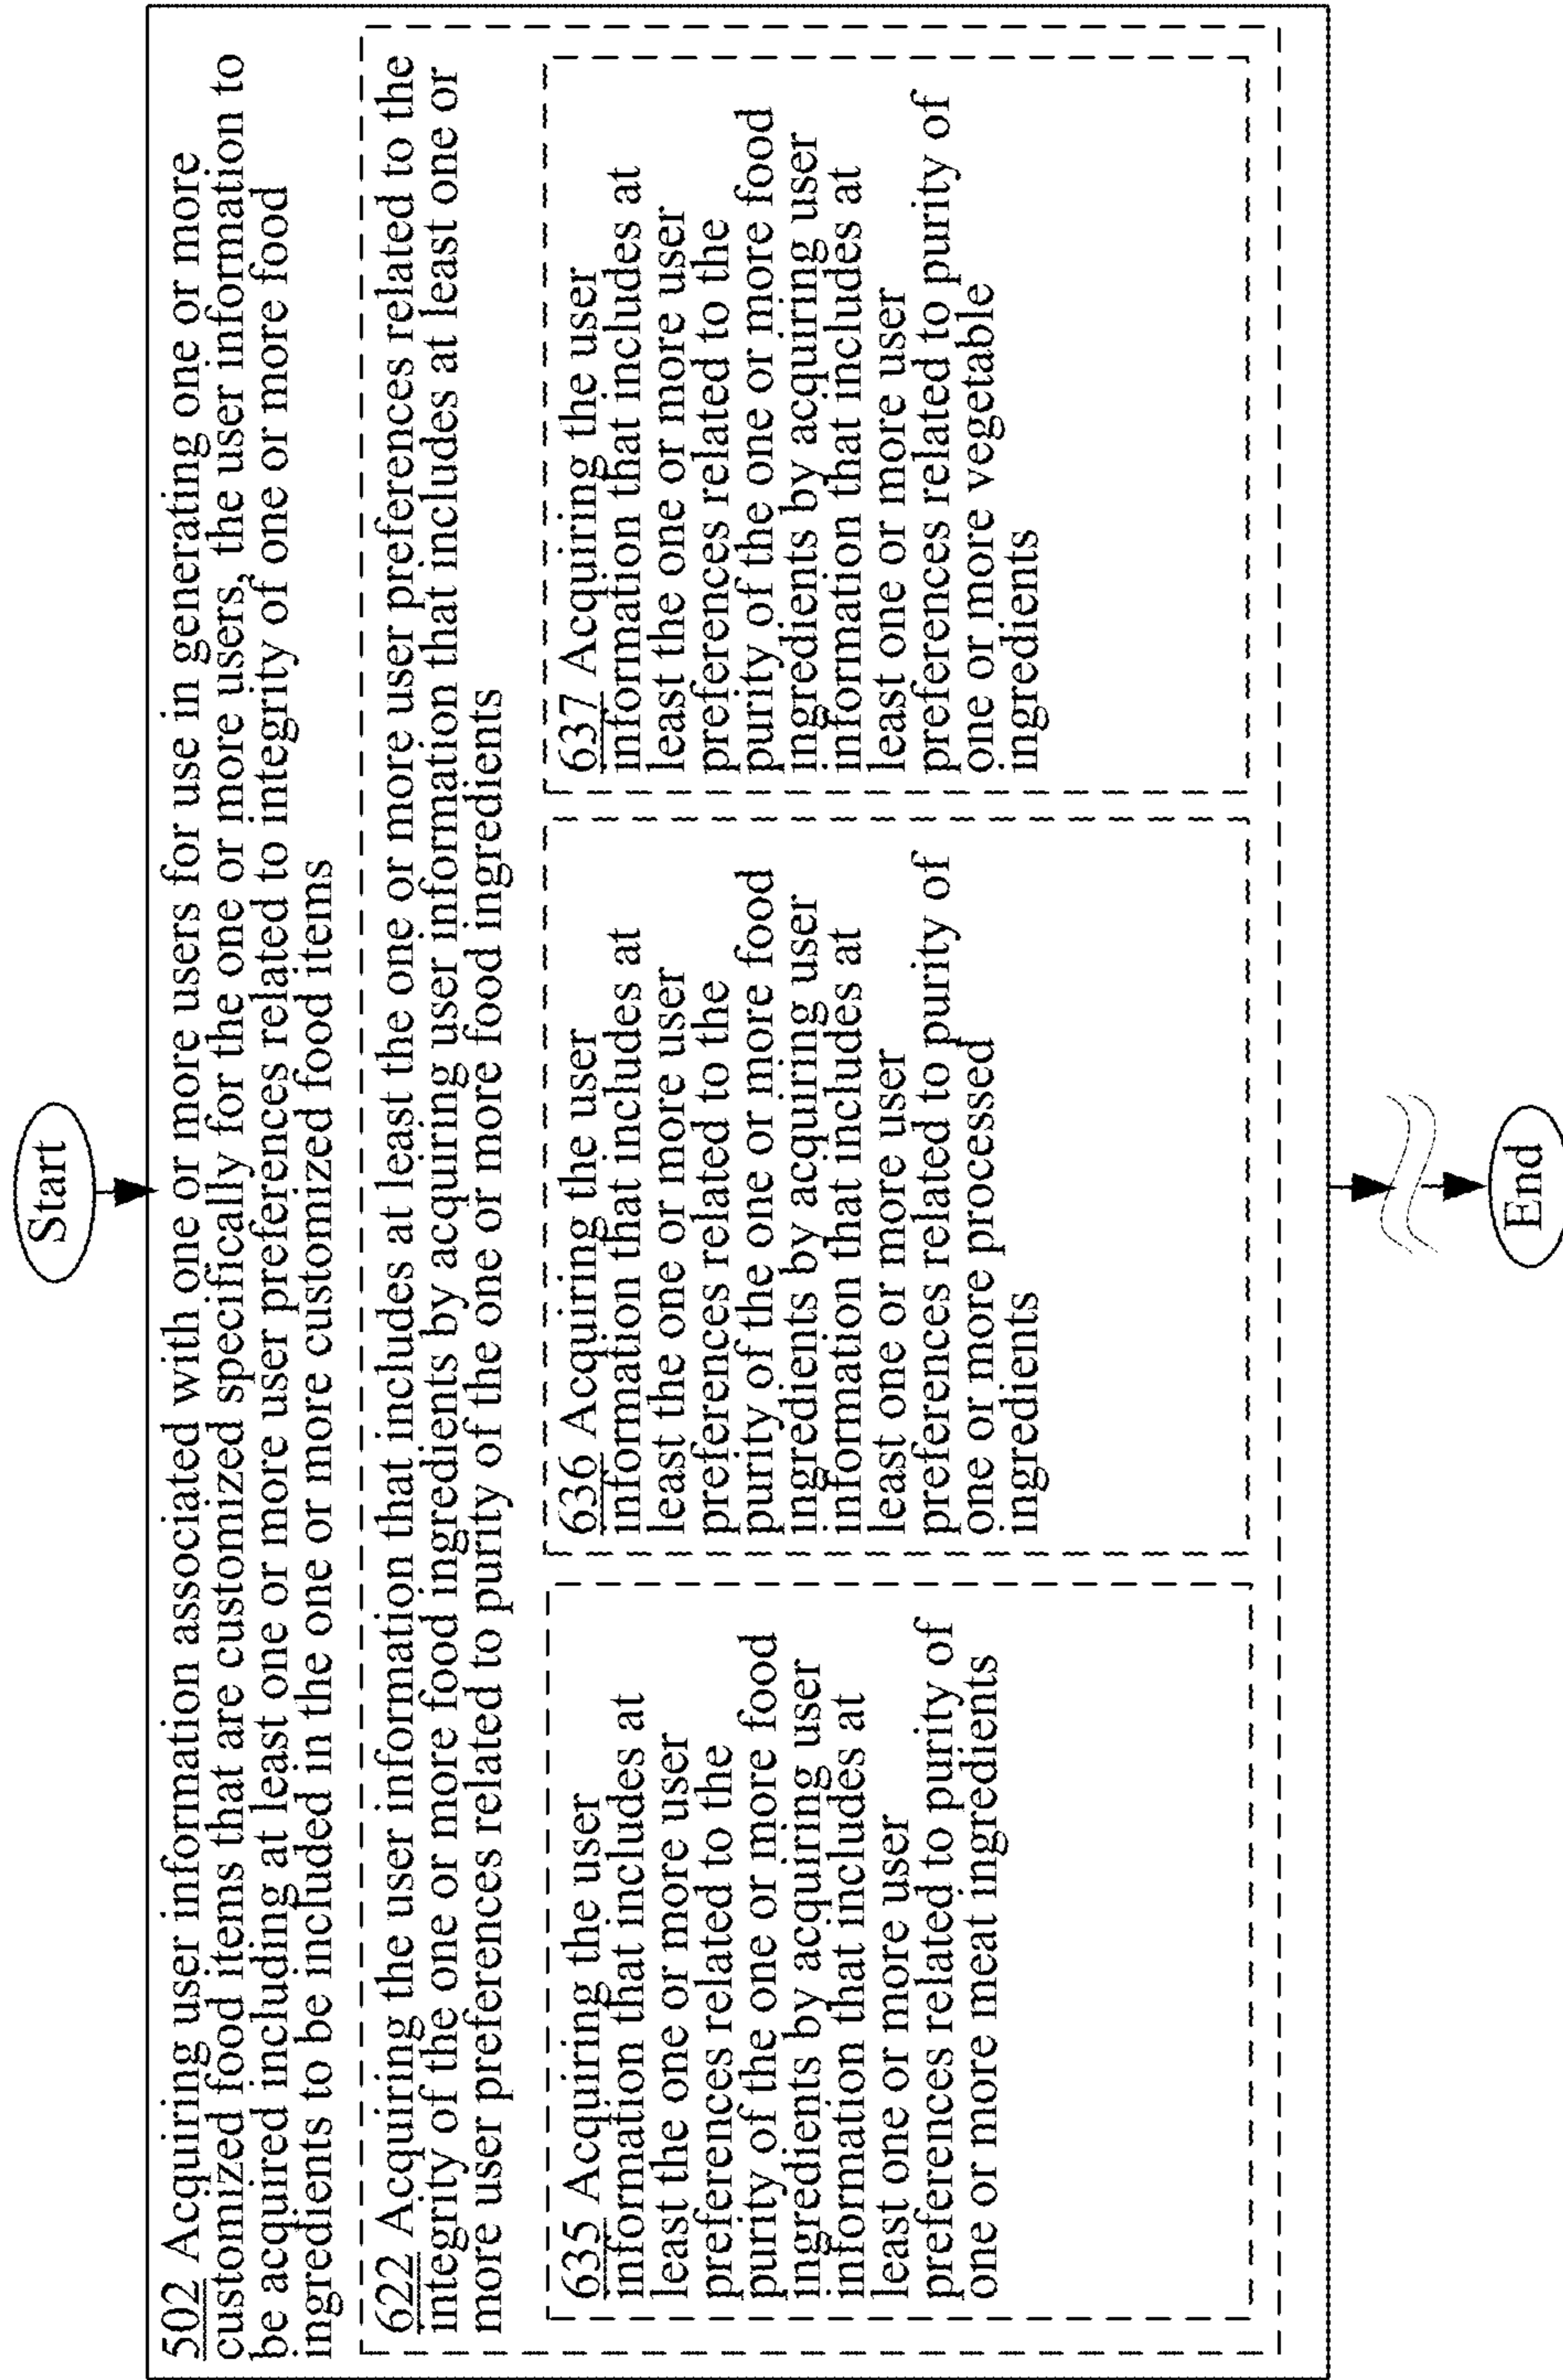 Start
502 Acquiring user information associated with one or more users for use in generating one or more
customized food items that are customized specifically for the one or more users, the user information to
be acquired including at least one or more user preferences related to integrity of one or more food
ingredients to be included in the one or more customized food items
622 Acquiring the user information that includes at least the one or more user preferences related to the
integrity of the one or more food ingredients by acquiring user information that includes at least one or
more user preferences related to purity of the one or more food ingredients
635 Acquiring the user
information that includes at
least the one or more user
preferences related to the
purity of the one or more food
ingredients by acquiring user
information that includes at
least one or more user
preferences related to purity of
one or more meat ingredients
636 Acquiring the user
information that includes at
least the one or more user
preferences related to the
purity of the one or more food
ingredients by acquiring user
information that includes at
least one or more user
preferences related to purity of
one or more processed
ingredients
637 Acquiring the user
information that includes at
least the one or more user
preferences related to the
purity of the one or more food
ingredients by acquiring user
information that includes at
least one or more user
preferences related to purity of
one or more vegetable
ingredients
End